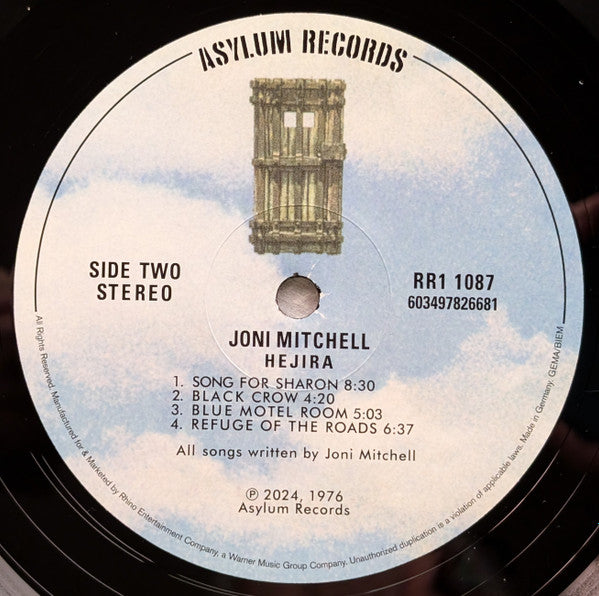 ASYLUM RECORDS
SIDE TWO
STEREO
RR1 1087
603497826681
JONI MITCHELL
HEJIRA
1. SONG FOR SHARON 8:30
2. BLACK CROW 4:20
3. BLUE MOTEL ROOM 5:03
4. REFUGE OF THE ROADS 6:37
All songs written by Joni Mitchell
℗ 2024, 1976
Asylum Records
All Rights Reserved. Manufactured for & Marketed by Rhino Entertainment Company, a Warner Music Group Company. Unauthorized duplication is a violation of applicable laws. Made in Germany. GEMA/BIEM